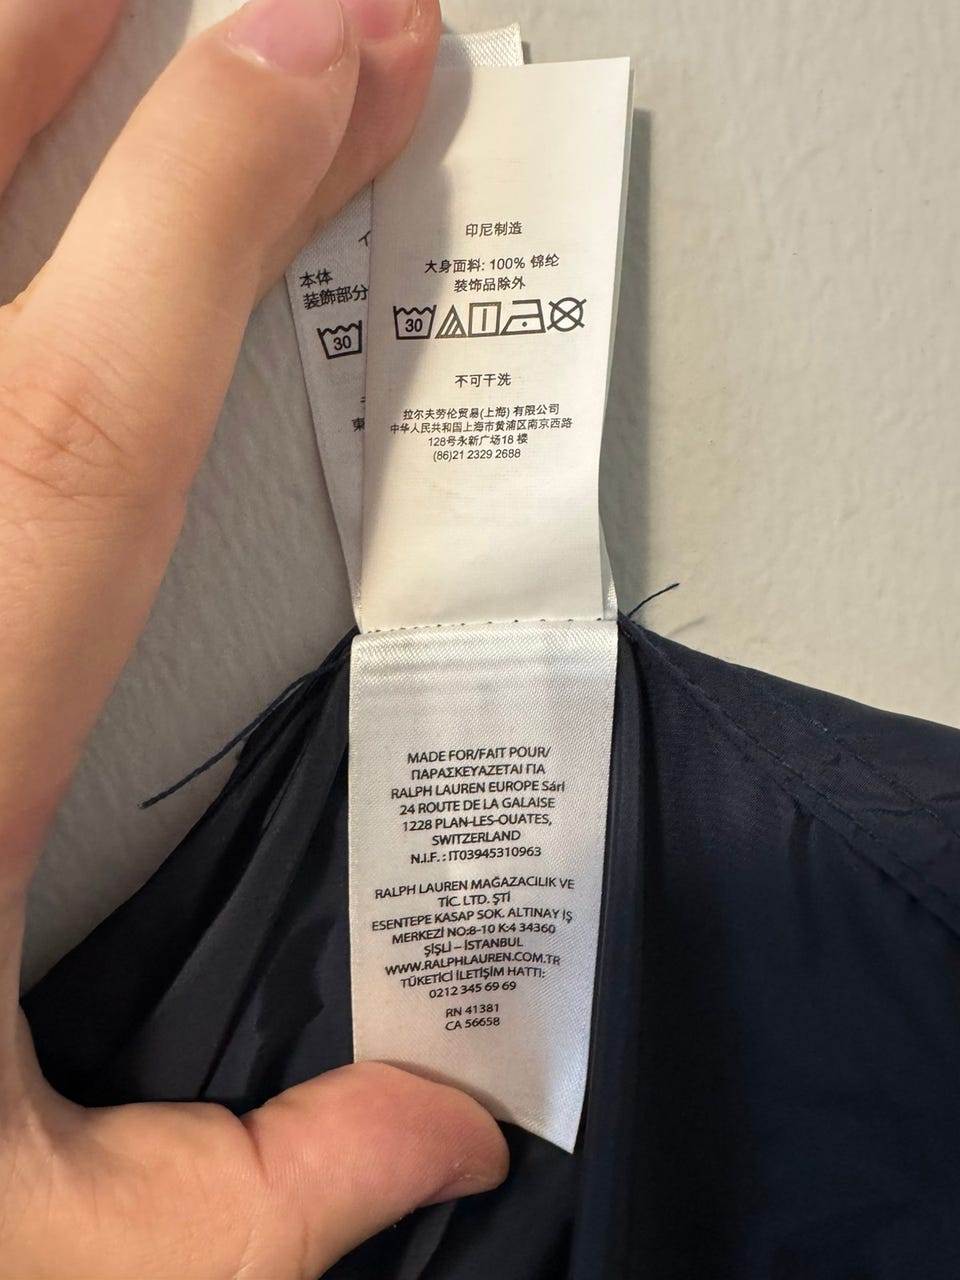 本体
装飾部分
30
印尼制造
大身面料: 100% 锦纶
装饰品除外
30
不可干洗
拉尔夫劳伦贸易(上海) 有限公司
中华人民共和国上海市黄浦区南京西路
128号永新广场18 楼
(86)21 2329 2688
MADE FOR/FAIT POUR/
ΠΑΡΑΣΚΕΥΑΖΕΤΑΙ ΓΙΑ
RALPH LAUREN EUROPE Sárl
24 ROUTE DE LA GALAISE
1228 PLAN-LES-OUATES,
SWITZERLAND
N.I.F. : IT03945310963
RALPH LAUREN MAĞAZACILIK VE
TİC. LTD. ŞTİ
ESENTEPE KASAP SOK. ALTINAY İŞ
MERKEZİ NO:8-10 K:4 34360
ŞİŞLİ – İSTANBUL
WWW.RALPHLAUREN.COM.TR
TÜKETİCİ İLETİŞİM HATTI:
0212 345 69 69
RN 41381
CA 56658